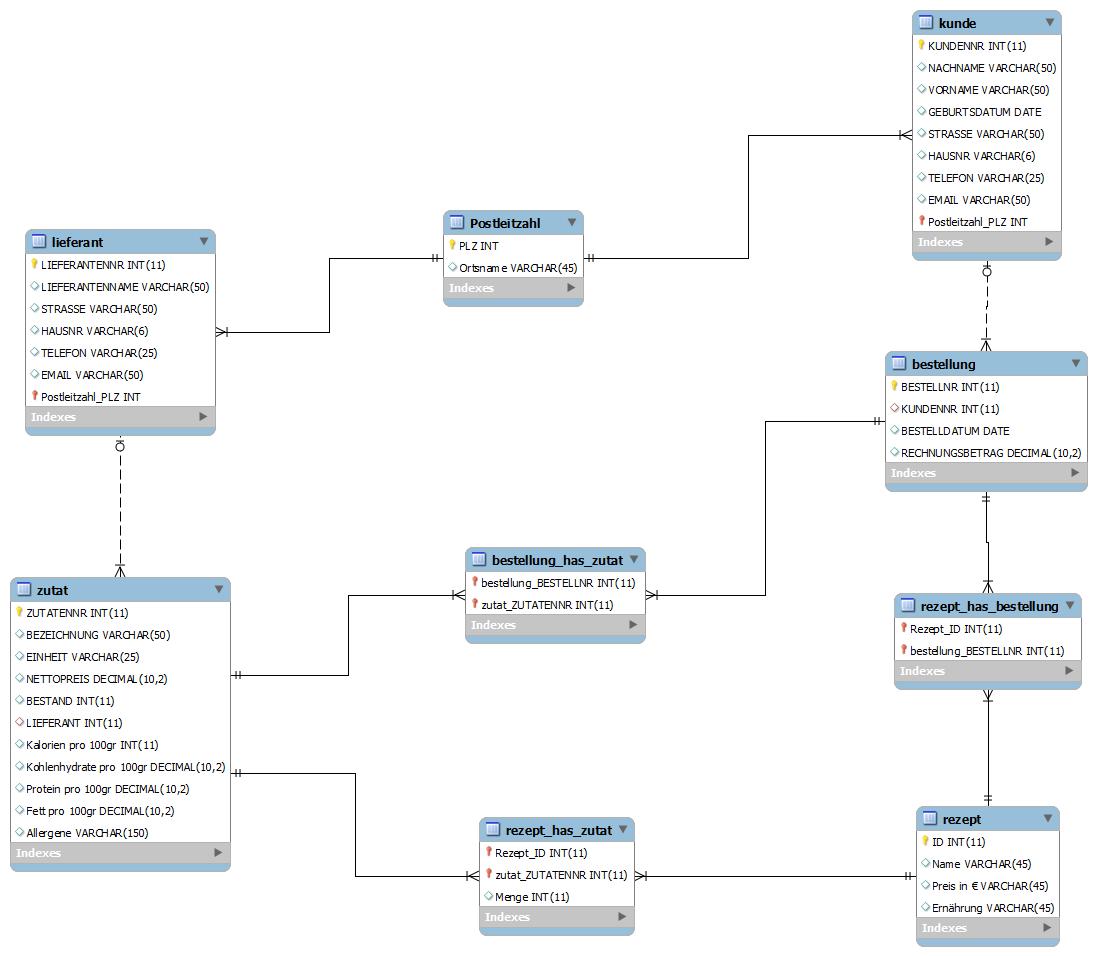 kunde
KUNDENNR INT(11)
NACHNAME VARCHAR(50)
VORNAME VARCHAR(50)
GEBURTSDATUM DATE
STRASSE VARCHAR(50)
HAUSNR VARCHAR(6)
TELEFON VARCHAR(25)
EMAIL VARCHAR(50)
Postleitzahl_PLZ INT
Indexes
Postleitzahl
PLZ INT
Ortsname VARCHAR(45)
Indexes
lieferant
LIEFERANTENNR INT(11)
LIEFERANTENNAME VARCHAR(50)
STRASSE VARCHAR(50)
HAUSNR VARCHAR(6)
TELEFON VARCHAR(25)
EMAIL VARCHAR(50)
Postleitzahl_PLZ INT
Indexes
bestellung
BESTELLNR INT(11)
KUNDENNR INT(11)
BESTELLDATUM DATE
RECHNUNGSBETRAG DECIMAL(10,2)
Indexes
bestellung_has_zutat
bestellung_BESTELLNR INT(11)
zutat_ZUTATENNR INT(11)
Indexes
zutat
ZUTATENNR INT(11)
BEZEICHNUNG VARCHAR(50)
EINHEIT VARCHAR(25)
NETTOPREIS DECIMAL(10,2)
BESTAND INT(11)
LIEFERANT INT(11)
Kalorien pro 100gr INT(11)
Kohlenhydrate pro 100gr DECIMAL(10,2)
Protein pro 100gr DECIMAL(10,2)
Fett pro 100gr DECIMAL(10,2)
Allergene VARCHAR(150)
Indexes
rezept_has_bestellung
Rezept_ID INT(11)
bestellung_BESTELLNR INT(11)
Indexes
rezept_has_zutat
Rezept_ID INT(11)
zutat_ZUTATENNR INT(11)
Menge INT(11)
Indexes
rezept
ID INT(11)
Name VARCHAR(45)
Preis in € VARCHAR(45)
Ernährung VARCHAR(45)
Indexes